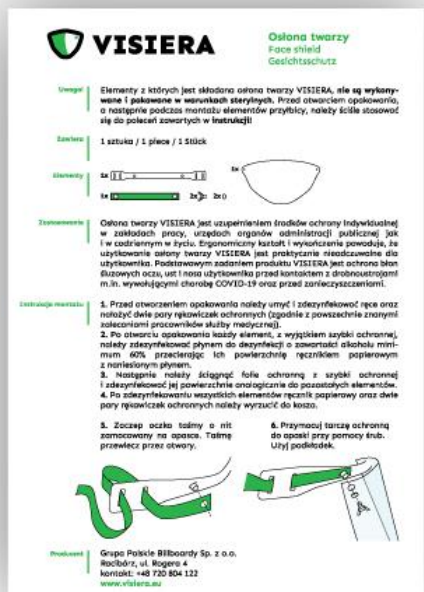 VISIERA
Osłona twarzy
Face shield
Gesichtsschutz
Uwaga!
Elementy z których jest składana osłona twarzy VISIERA, nie są wykony-
wane i pakowane w warunkach sterylnych. Przed otwarciem opakowania,
a następnie podczas montażu elementów przyłbicy, należy ściśle stosować
się do poleceń zawartych w instrukcji!
Zawiera
1 sztuka / 1 piece / 1 Stück
Elementy
1x
1x
1x
2x
2x
Zastosowanie
Osłona twarzy VISIERA jest uzupełnieniem środków ochrony indywidualnej
w zakładach pracy, urzędach organów administracji publicznej jak
i w codziennym w życiu. Ergonomiczny kształt i wykończenie powoduje, że
użytkowanie osłony twarzy VISIERA jest praktycznie nieodczuwalne dla
użytkownika. Podstawowym zadaniem produktu VISIERA jest ochrona błon
śluzowych oczu, ust i nosa użytkownika przed kontaktem z drobnoustrojami
m.in. wywołującymi chorobę COVID-19 oraz przed zanieczyszczeniami.
Instrukcja montażu
1. Przed otworzeniem opakowania należy umyć i zdezynfekować ręce oraz
nałożyć dwie pary rękawiczek ochronnych (zgodnie z powszechnie znanymi
zaleceniami pracowników służby medycznej).
2. Po otwarciu opakowania każdy element, z wyjątkiem szybki ochronnej,
należy zdezynfekować płynem do dezynfekcji o zawartości alkoholu mini-
mum 60% przecierając ich powierzchnię ręcznikiem papierowym
z naniesionym płynem.
3. Następnie należy ściągnąć folie ochronną z szybki ochronnej
i zdezynfekować jej powierzchnie analogicznie do pozostałych elementów.
4. Po zdezynfekowaniu wszystkich elementów ręcznik papierowy oraz dwie
pary rękawiczek ochronnych należy wyrzucić do kosza.
5. Zaczep oczko taśmy o nit
zamocowany na opasce. Taśmę
przewlecz przez otwory.
6. Przymocuj tarczę ochronną
do opaski przy pomocy śrub.
Użyj podkładek.
Producent
Grupa Polskie Billboardy Sp. z o.o.
Racibórz, ul. Rogera 4
kontakt: +48 720 804 122
www.visiera.eu